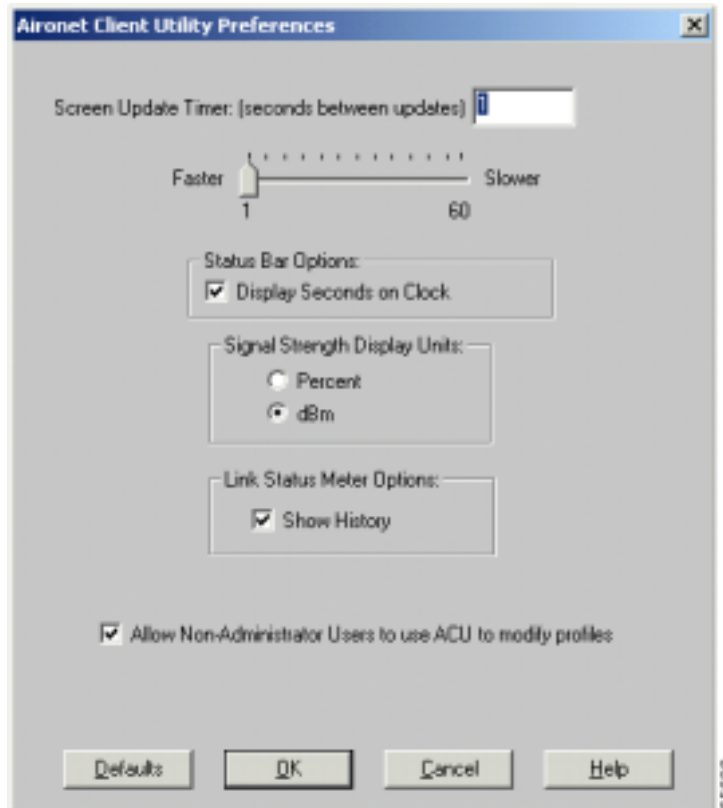 Aironet Client Utility Preferences
Screen Update Timer: (seconds between updates) 1
Faster Slower
1 60
Status Bar Options:
Display Seconds on Clock
Signal Strength Display Units:
Percent
dBm
Link Status Meter Options:
Show History
Allow Non-Administrator Users to use ACU to modify profiles
Defaults OK Cancel Help